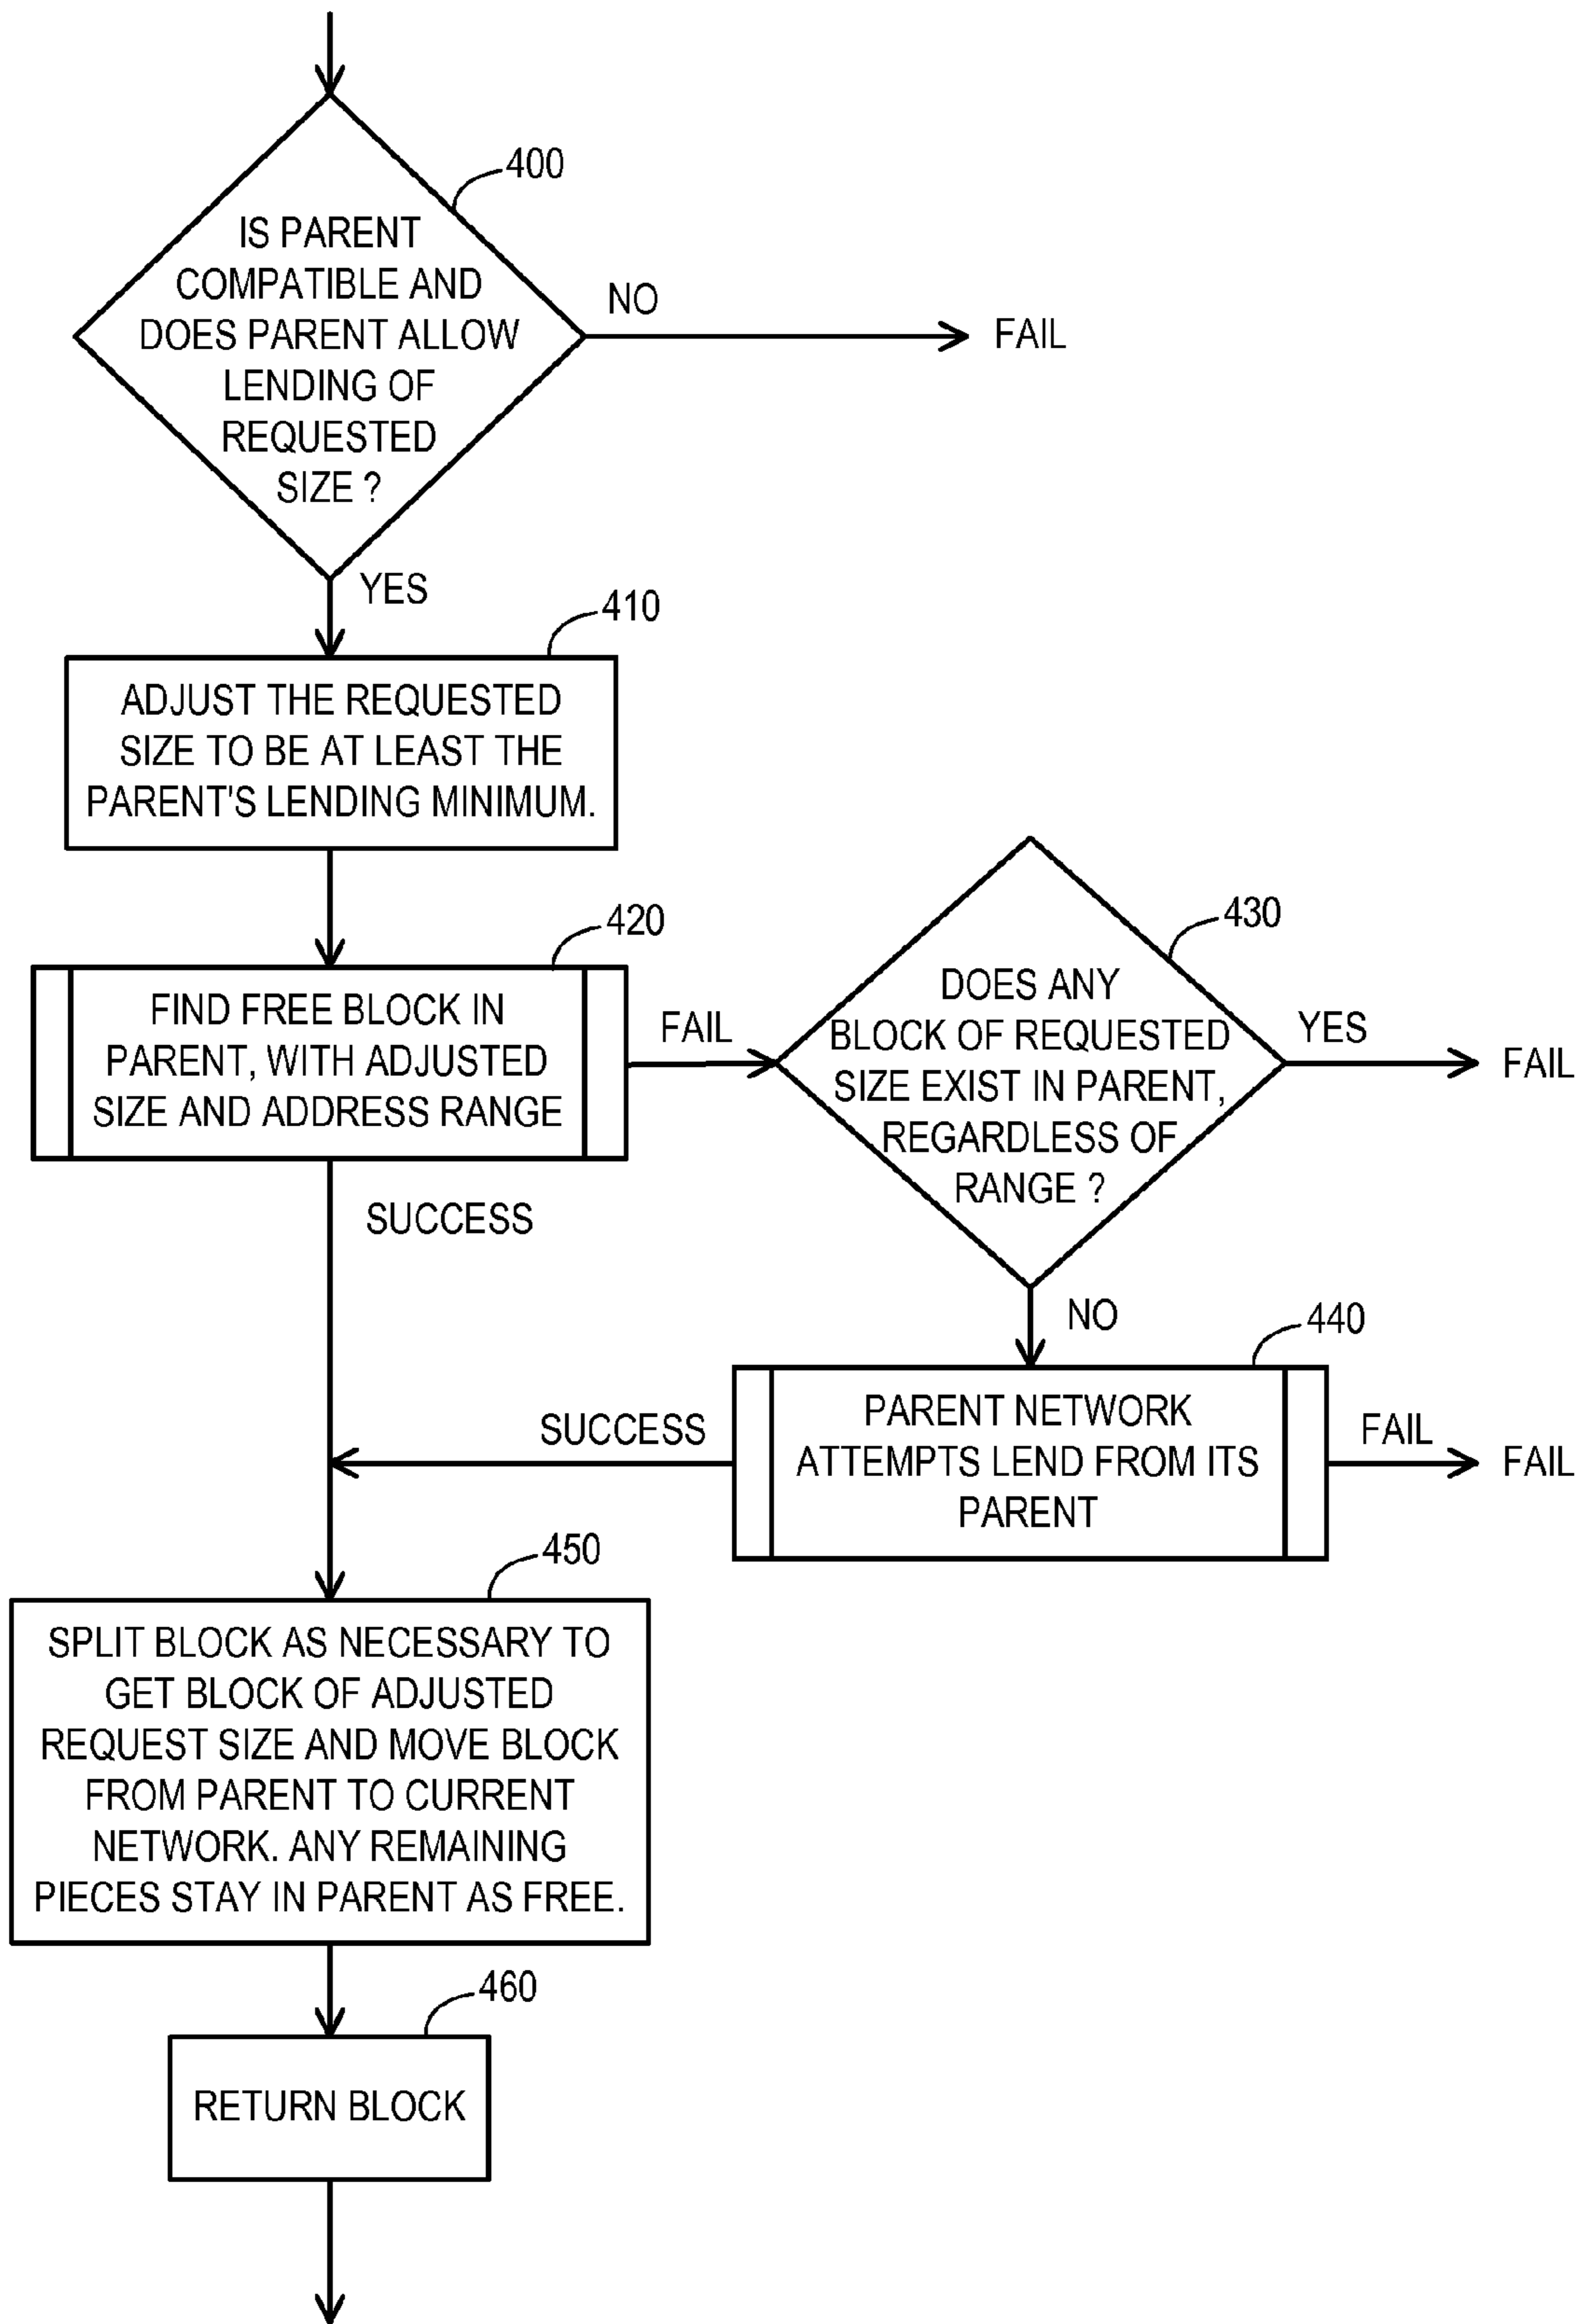 400
IS PARENT
COMPATIBLE AND
DOES PARENT ALLOW
LENDING OF
REQUESTED
SIZE ?
NO
FAIL
YES
410
ADJUST THE REQUESTED
SIZE TO BE AT LEAST THE
PARENT'S LENDING MINIMUM.
420
FIND FREE BLOCK IN
PARENT, WITH ADJUSTED
SIZE AND ADDRESS RANGE
FAIL
SUCCESS
430
DOES ANY
BLOCK OF REQUESTED
SIZE EXIST IN PARENT,
REGARDLESS OF
RANGE ?
YES
FAIL
NO
440
PARENT NETWORK
ATTEMPTS LEND FROM ITS
PARENT
SUCCESS
FAIL
FAIL
450
SPLIT BLOCK AS NECESSARY TO
GET BLOCK OF ADJUSTED
REQUEST SIZE AND MOVE BLOCK
FROM PARENT TO CURRENT
NETWORK. ANY REMAINING
PIECES STAY IN PARENT AS FREE.
460
RETURN BLOCK